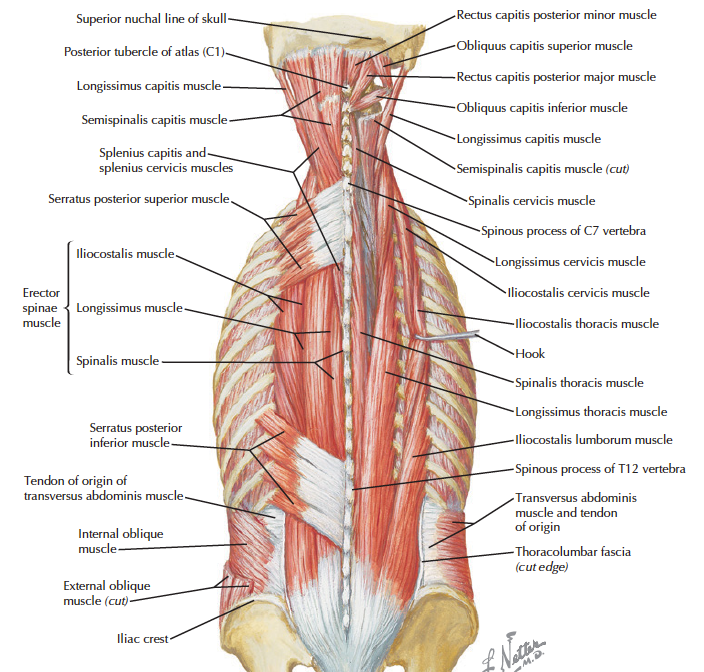 Superior nuchal line of skull
Posterior tubercle of atlas (C1)
Longissimus capitis muscle
Semispinalis capitis muscle
Splenius capitis and
splenius cervicis muscles
Serratus posterior superior muscle
Iliocostalis muscle
Erector
spinae
muscle
Longissimus muscle
Spinalis muscle
Serratus posterior
inferior muscle
Tendon of origin of
transversus abdominis muscle
Internal oblique
muscle
External oblique
muscle (cut)
Iliac crest
Rectus capitis posterior minor muscle
Obliquus capitis superior muscle
Rectus capitis posterior major muscle
Obliquus capitis inferior muscle
Longissimus capitis muscle
Semispinalis capitis muscle (cut)
Spinalis cervicis muscle
Spinous process of C7 vertebra
Longissimus cervicis muscle
Iliocostalis cervicis muscle
Iliocostalis thoracis muscle
Hook
Spinalis thoracis muscle
Longissimus thoracis muscle
Iliocostalis lumborum muscle
Spinous process of T12 vertebra
Transversus abdominis
muscle and tendon
of origin
Thoracolumbar fascia
(cut edge)
F. Netter
M.D.